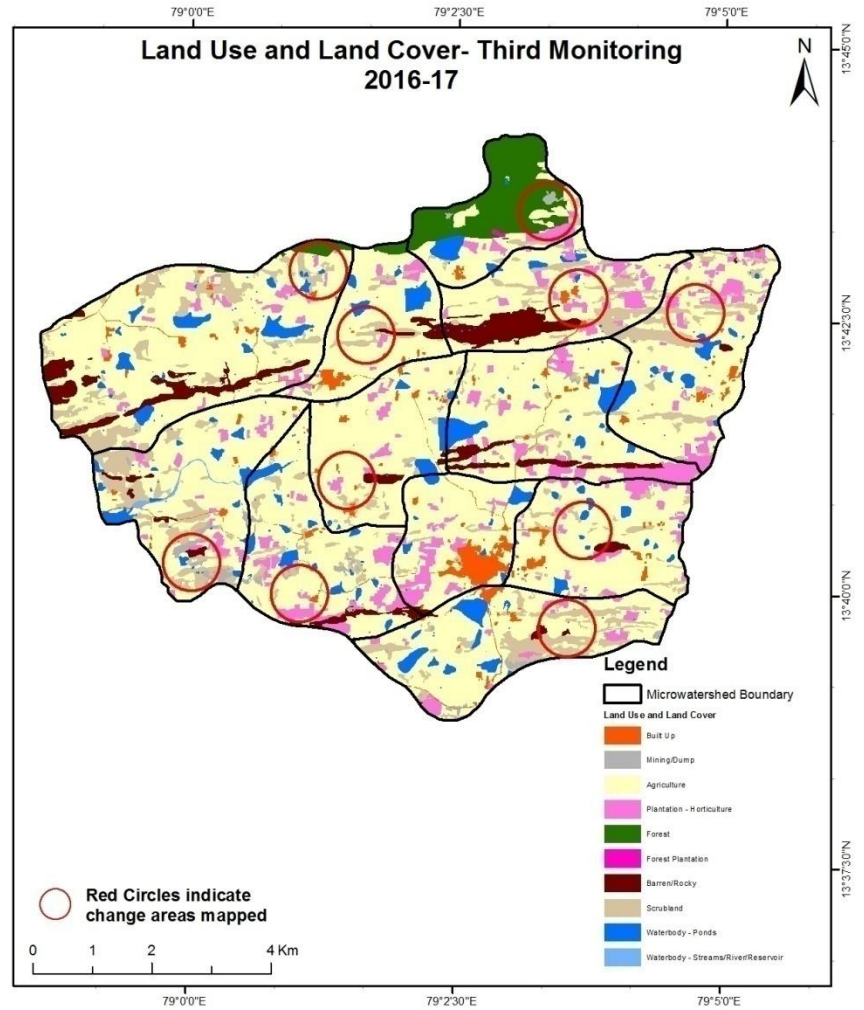 79°0'0"E 79°2'30"E 79°5'0"E
Land Use and Land Cover- Third Monitoring
2016-17
N
13°45'0"N
13°42'30"N
13°40'0"N
13°37'30"N
Legend
Microwatershed Boundary
Land Use and Land Cover
Built Up
Mining/Dump
Agriculture
Plantation - Horticulture
Forest
Forest Plantation
Barren/Rocky
Scrubland
Waterbody - Ponds
Waterbody - Streams/River/Reservoir
Red Circles indicate
change areas mapped
0 1 2 4 Km
79°0'0"E 79°2'30"E 79°5'0"E